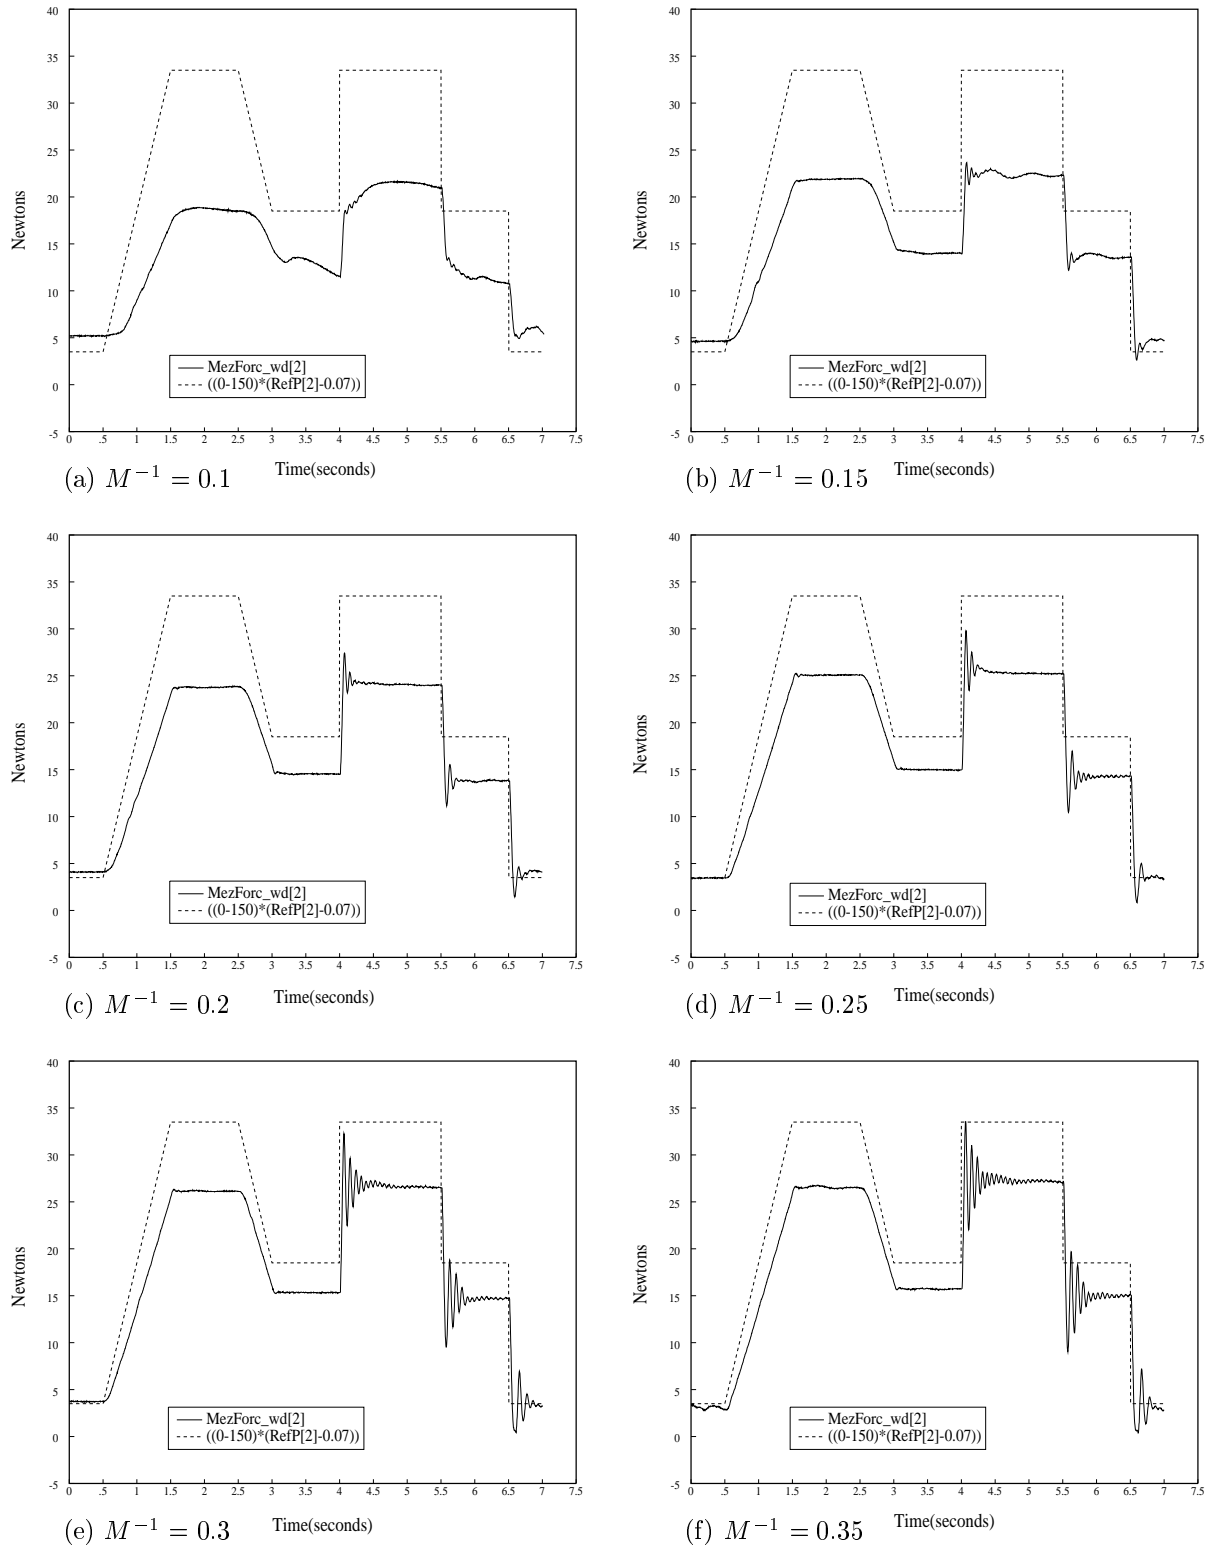 40
35
30
25
20
15
10
5
0
-5
Newtons
MezForc_wd[2]
((0-150)*(RefP[2]-0.07))
0 .5 1 1.5 2 2.5 3 3.5 4 4.5 5 5.5 6 6.5 7 7.5
Time(seconds)
(a) M⁻¹ = 0.1
40
35
30
25
20
15
10
5
0
-5
Newtons
MezForc_wd[2]
((0-150)*(RefP[2]-0.07))
0 .5 1 1.5 2 2.5 3 3.5 4 4.5 5 5.5 6 6.5 7 7.5
Time(seconds)
(b) M⁻¹ = 0.15
40
35
30
25
20
15
10
5
0
-5
Newtons
MezForc_wd[2]
((0-150)*(RefP[2]-0.07))
0 .5 1 1.5 2 2.5 3 3.5 4 4.5 5 5.5 6 6.5 7 7.5
Time(seconds)
(c) M⁻¹ = 0.2
40
35
30
25
20
15
10
5
0
-5
Newtons
MezForc_wd[2]
((0-150)*(RefP[2]-0.07))
0 .5 1 1.5 2 2.5 3 3.5 4 4.5 5 5.5 6 6.5 7 7.5
Time(seconds)
(d) M⁻¹ = 0.25
40
35
30
25
20
15
10
5
0
-5
Newtons
MezForc_wd[2]
((0-150)*(RefP[2]-0.07))
0 .5 1 1.5 2 2.5 3 3.5 4 4.5 5 5.5 6 6.5 7 7.5
Time(seconds)
(e) M⁻¹ = 0.3
40
35
30
25
20
15
10
5
0
-5
Newtons
MezForc_wd[2]
((0-150)*(RefP[2]-0.07))
0 .5 1 1.5 2 2.5 3 3.5 4 4.5 5 5.5 6 6.5 7 7.5
Time(seconds)
(f) M⁻¹ = 0.35